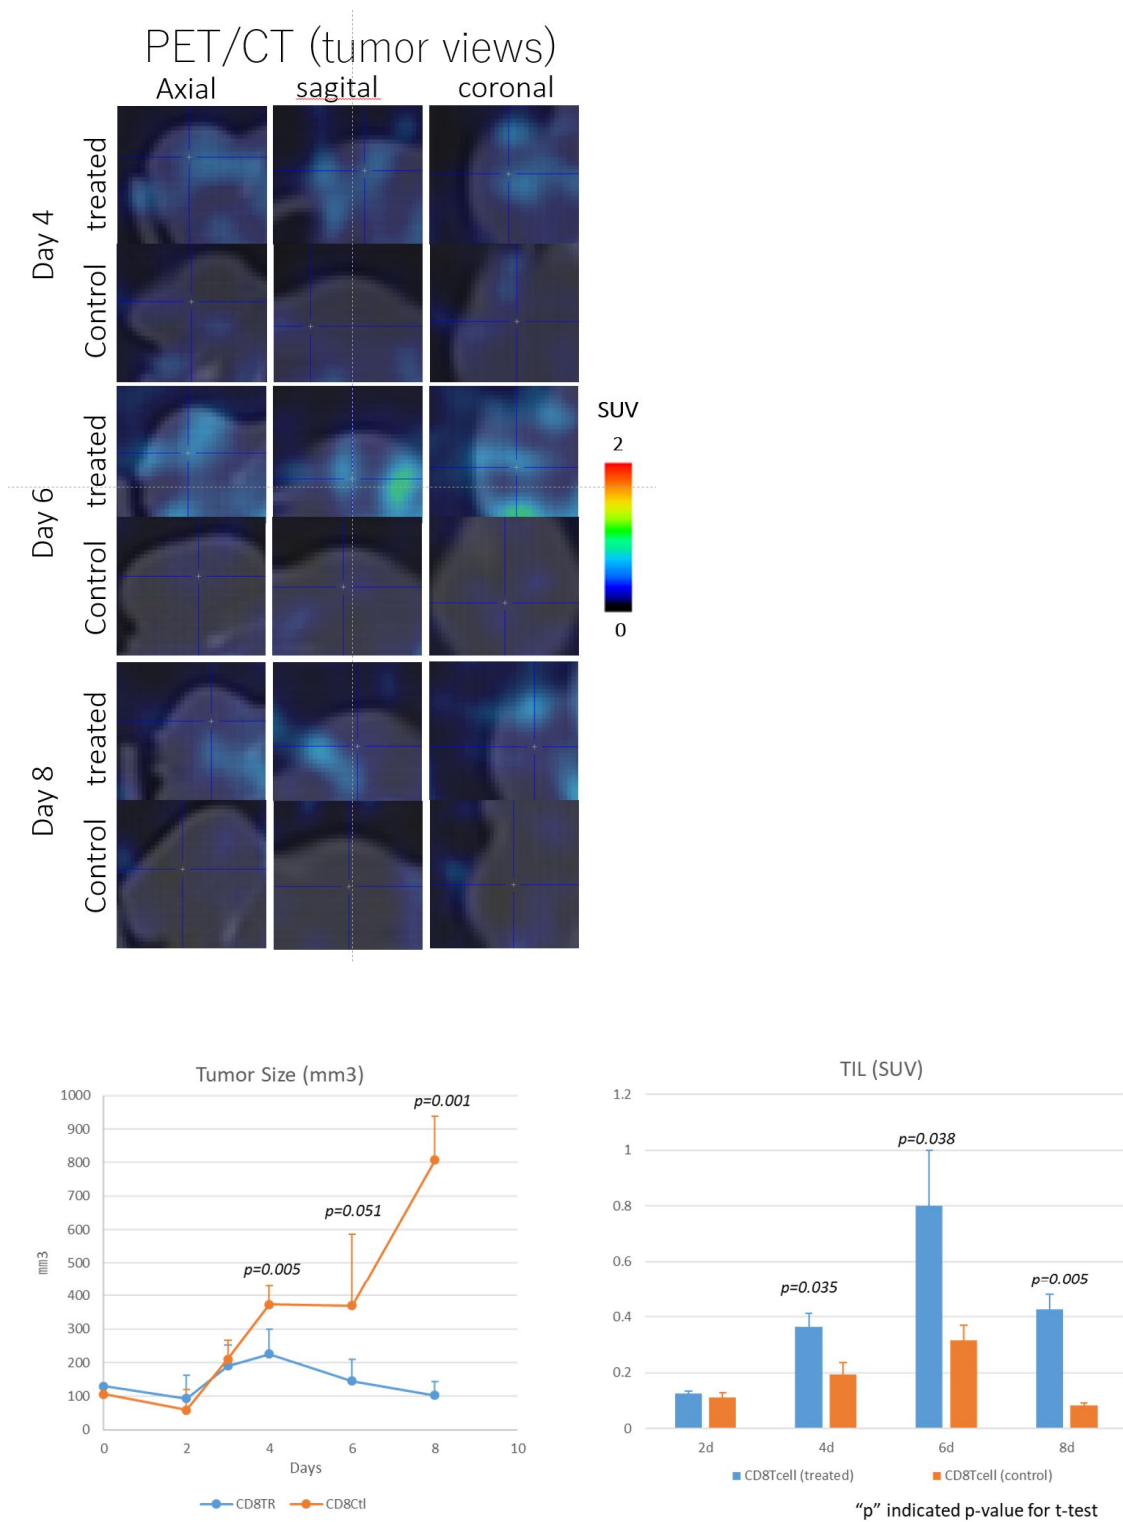 PET/CT (tumor views)
Axial sagital coronal
Day 4
treated
Control
Day 6
treated
Control
SUV
2
0
Day 8
treated
Control
Tumor Size (mm3)
1000
900
800
700
600
500
400
300
200
100
0
mm3
p=0.005
p=0.051
p=0.001
0 2 4 6 8 10
Days
CD8TR CD8Ctl
TIL (SUV)
1.2
1
0.8
0.6
0.4
0.2
0
p=0.035
p=0.038
p=0.005
2d 4d 6d 8d
CD8Tcell (treated) CD8Tcell (control)
“p” indicated p-value for t-test